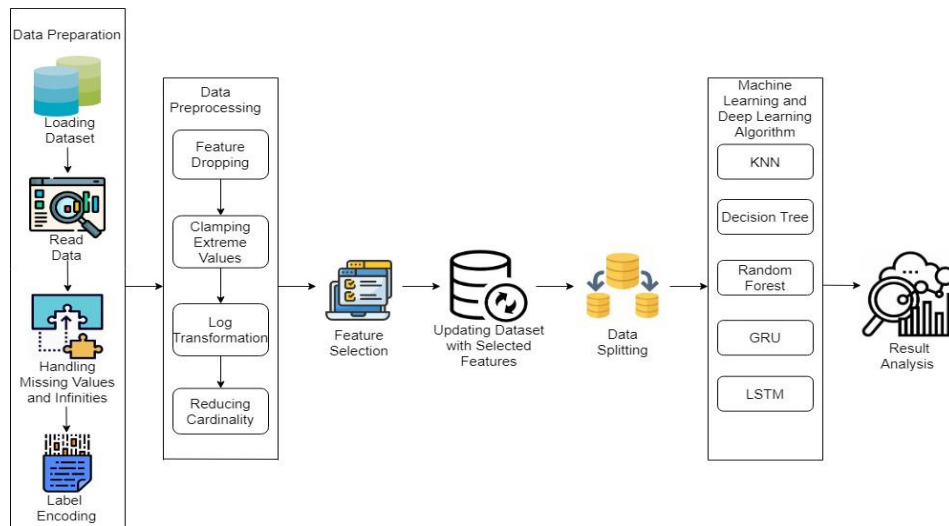 Data Preparation
Loading
Dataset
Read
Data
Handling
Missing Values
and Infinities
Label
Encoding
Data
Preprocessing
Feature
Dropping
Clamping
Extreme
Values
Log
Transformation
Reducing
Cardinality
Feature
Selection
Updating Dataset
with Selected
Features
Data
Splitting
Machine
Learning and
Deep Learning
Algorithm
KNN
Decision Tree
Random
Forest
GRU
LSTM
Result
Analysis